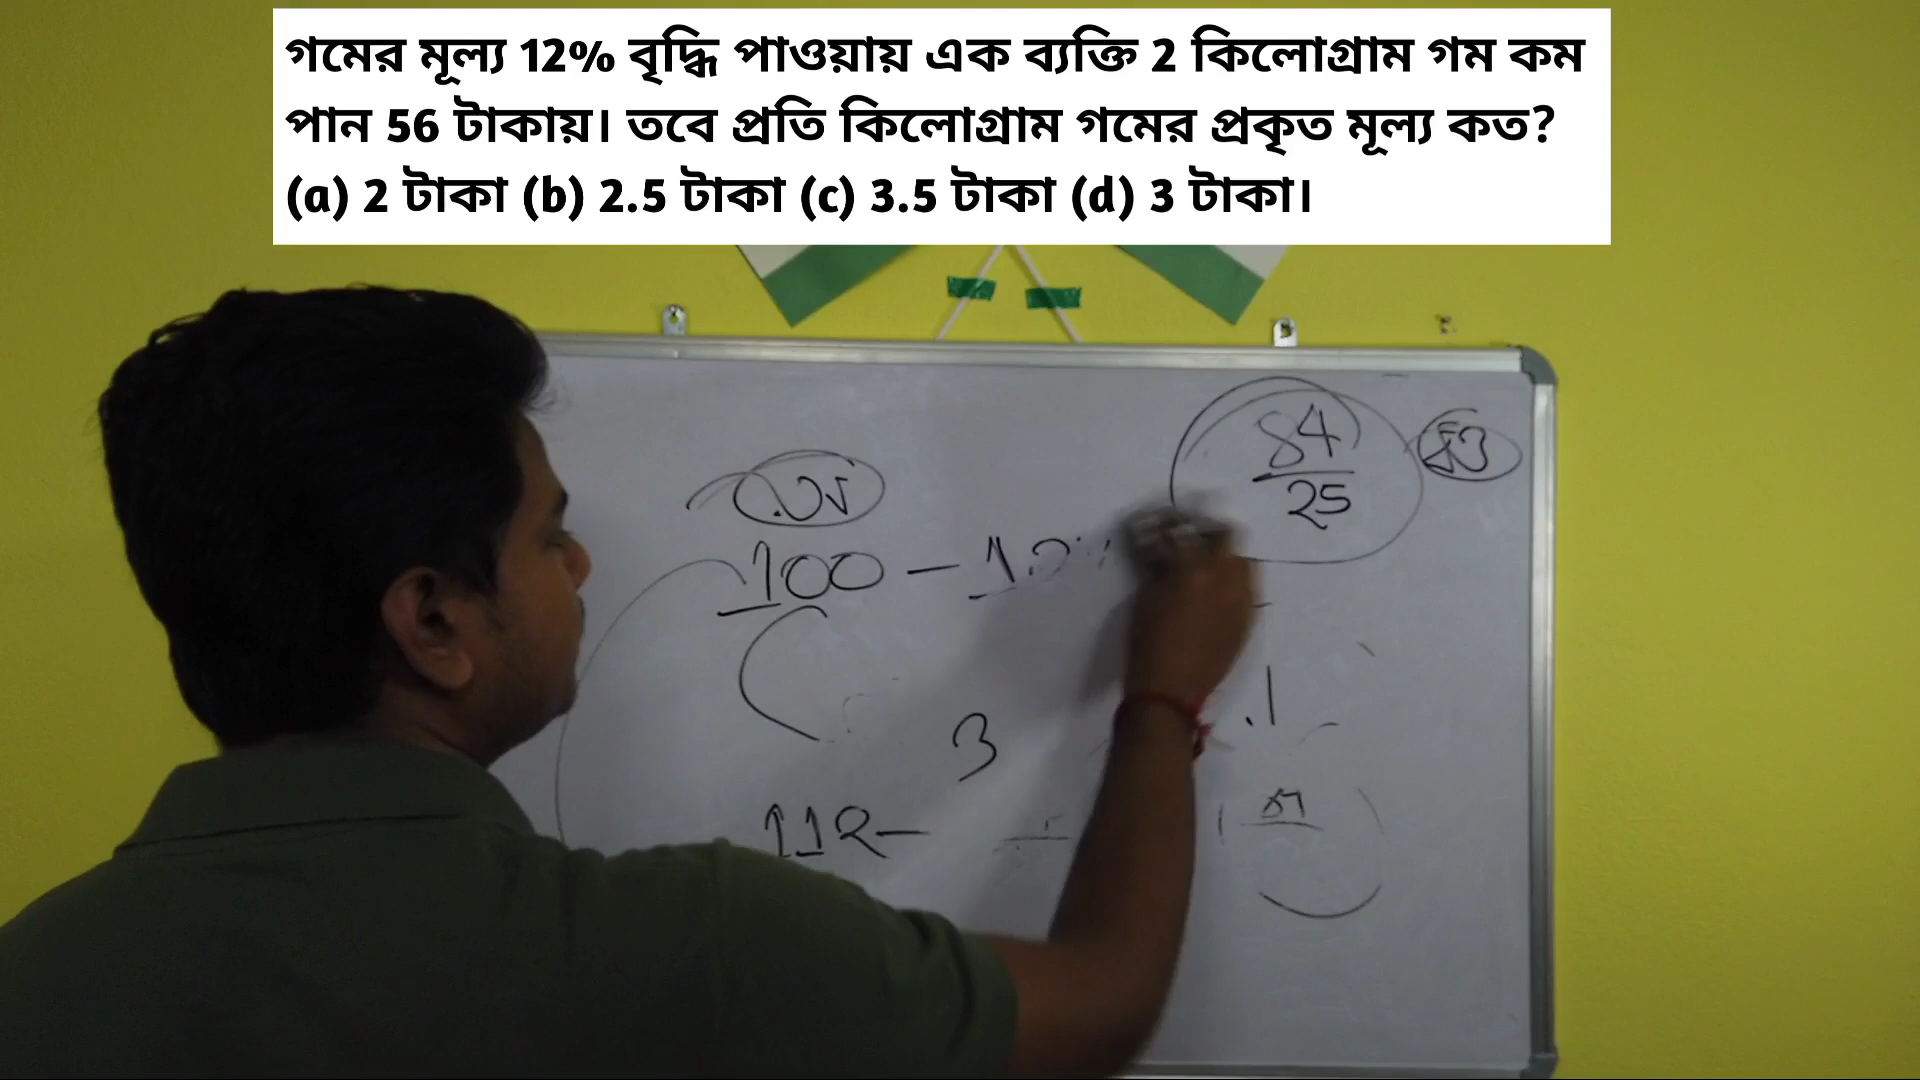 গমের মূল্য 12% বৃদ্ধি পাওয়ায় এক ব্যক্তি 2 কিলোগ্রাম গম কম
পান 56 টাকায়। তবে প্রতি কিলোগ্রাম গমের প্রকৃত মূল্য কত?
(a) 2 টাকা (b) 2.5 টাকা (c) 3.5 টাকা (d) 3 টাকা।
84
25
100 –
3
112 –